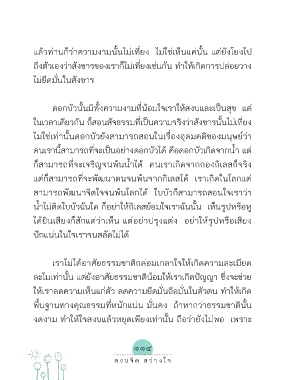 แล้วท่านก็ว่าความงามนั้นไม่เที่ยง ไม่ใช่เห็นแค่นั้น แต่ยังโยงไป
ถึงตัวเองว่าสังขารของเราก็ไม่เที่ยงเช่นกัน ทำให้เกิดการปล่อยวาง
ไม่ยึดมั่นในสังขาร
ดอกบัวนั้นมีทั้งความงามที่น้อมใจเราให้สงบและเป็นสุข แต่
ในเวลาเดียวกัน ก็สอนสัจธรรมที่เป็นความจริงว่าสังขารนั้นไม่เที่ยง
ไม่ใช่เท่านั้นดอกบัวยังสามารถสอนในเรื่องอุดมคติของมนุษย์ว่า
คนเรานี้สามารถที่จะเป็นอย่างดอกบัวได้ คือดอกบัวเกิดจากน้ำ แต่
ก็สามารถที่จะเจริญจนพ้นน้ำได้ คนเราเกิดจากกองกิเลสก็จริง
แต่ก็สามารถที่จะพัฒนาตนจนพ้นจากกิเลสได้ เราเกิดในโลกแต่
สามารถพัฒนาจิตใจจนพ้นโลกได้ ใบบัวก็สามารถสอนใจเราว่า
น้ำไม่ติดใบบัวฉันใด ก็อย่าให้กิเลสย้อมใจเราฉันนั้น เห็นรูปหรือหู
ได้ยินเสียงก็สักแต่ว่าเห็น แต่อย่าปรุงแต่ง อย่าให้รูปหรือเสียง
ปักแน่นในใจเราจนสลัดไม่ได้
เราไม่ได้อาศัยธรรมชาติกล่อมเกลาใจให้เกิดความละเมียด
ละไมเท่านั้น แต่ยังอาศัยธรรมชาติน้อมให้เราเกิดปัญญา ซึ่งจะช่วย
ให้เราลดความเห็นแก่ตัว ลดความยึดมั่นถือมั่นในตัวตน ทำให้เกิด
พื้นฐานทางคุณธรรมที่หนักแน่น มั่นคง ถ้าหากว่าธรรมชาตินั้น
งดงาม ทำให้ใจสงบแล้วหยุดเพียงเท่านั้น ถือว่ายังไม่พอ เพราะ
๑๑๔
สงบจิต สว่างใจ